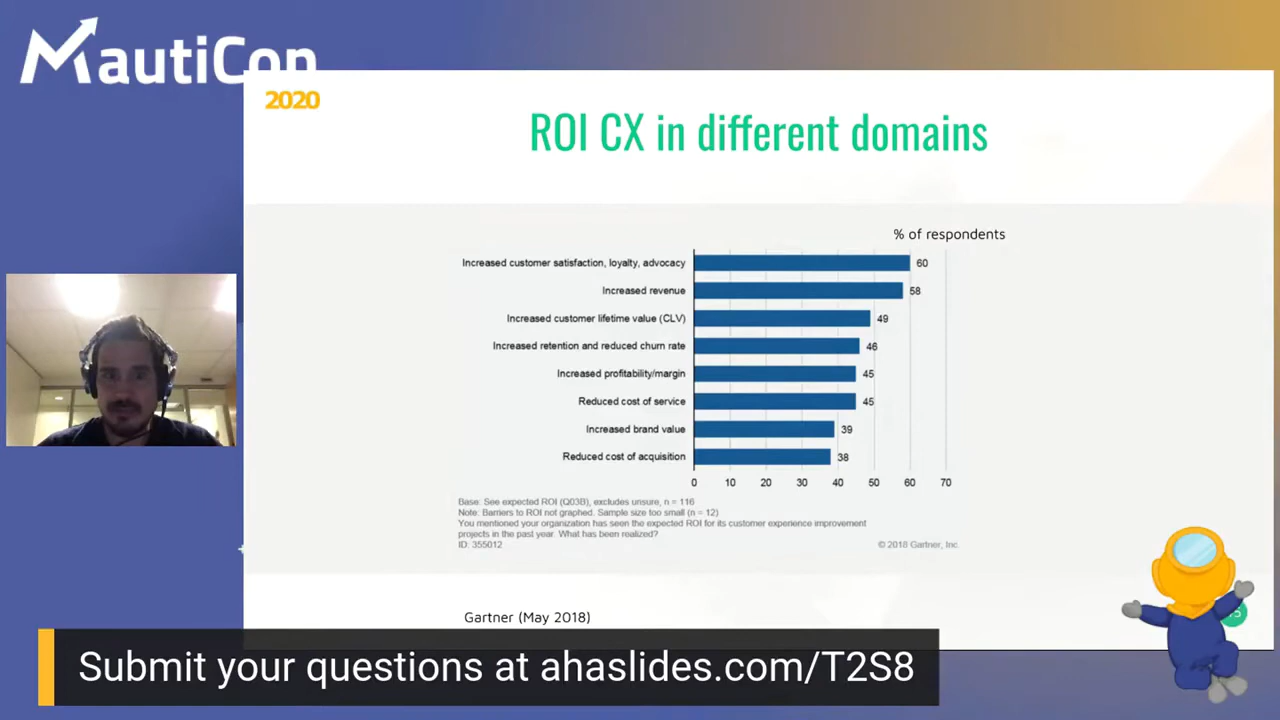 MautiCon
2020
ROI CX in different domains
% of respondents
Increased customer satisfaction, loyalty, advocacy 60
Increased revenue 58
Increased customer lifetime value (CLV) 49
Increased retention and reduced churn rate 46
Increased profitability/margin 45
Reduced cost of service 45
Increased brand value 39
Reduced cost of acquisition 38
0 10 20 30 40 50 60 70
Base: See expected ROI (Q03B), excludes unsure, n = 116
Note: Barriers to ROI not graphed. Sample size too small (n = 12)
You mentioned your organization has seen the expected ROI for its customer experience improvement
projects in the past year. What has been realized?
ID: 355012 © 2018 Gartner, Inc.
Gartner (May 2018)
Submit your questions at ahaslides.com/T2S8